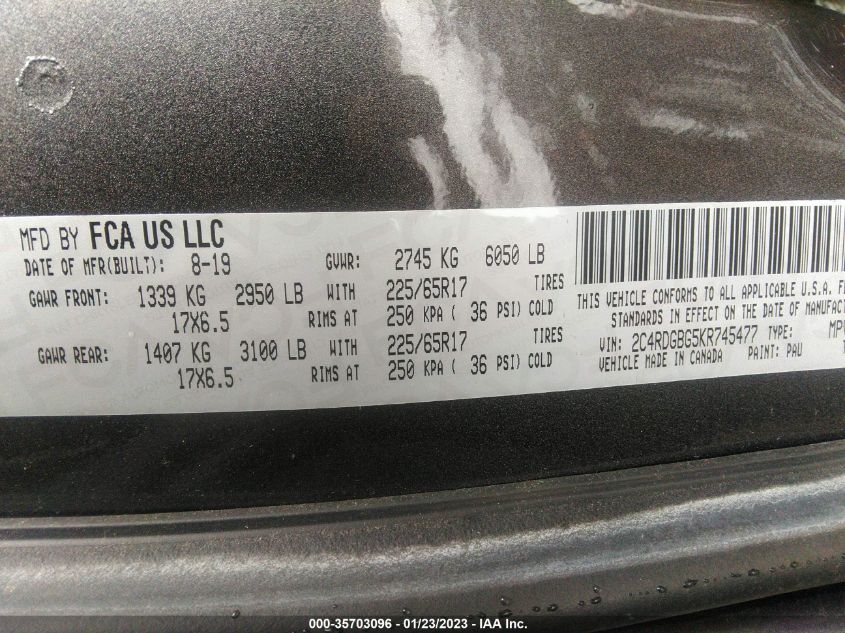 MFD BY FCA US LLC
DATE OF MFR(BUILT): 8-19 GVWR: 2745 KG 6050 LB
GAWR FRONT: 1339 KG 2950 LB WITH 225/65R17 TIRES
17X6.5 RIMS AT 250 KPA ( 36 PSI) COLD
GAWR REAR: 1407 KG 3100 LB WITH 225/65R17 TIRES
17X6.5 RIMS AT 250 KPA ( 36 PSI) COLD
THIS VEHICLE CONFORMS TO ALL APPLICABLE U.S.A.
STANDARDS IN EFFECT ON THE DATE OF
VIN: 2C4RDGBG5KR745477 TYPE:
VEHICLE MADE IN CANADA PAINT: PAU
000-35703096 - 01/23/2023 - IAA Inc.